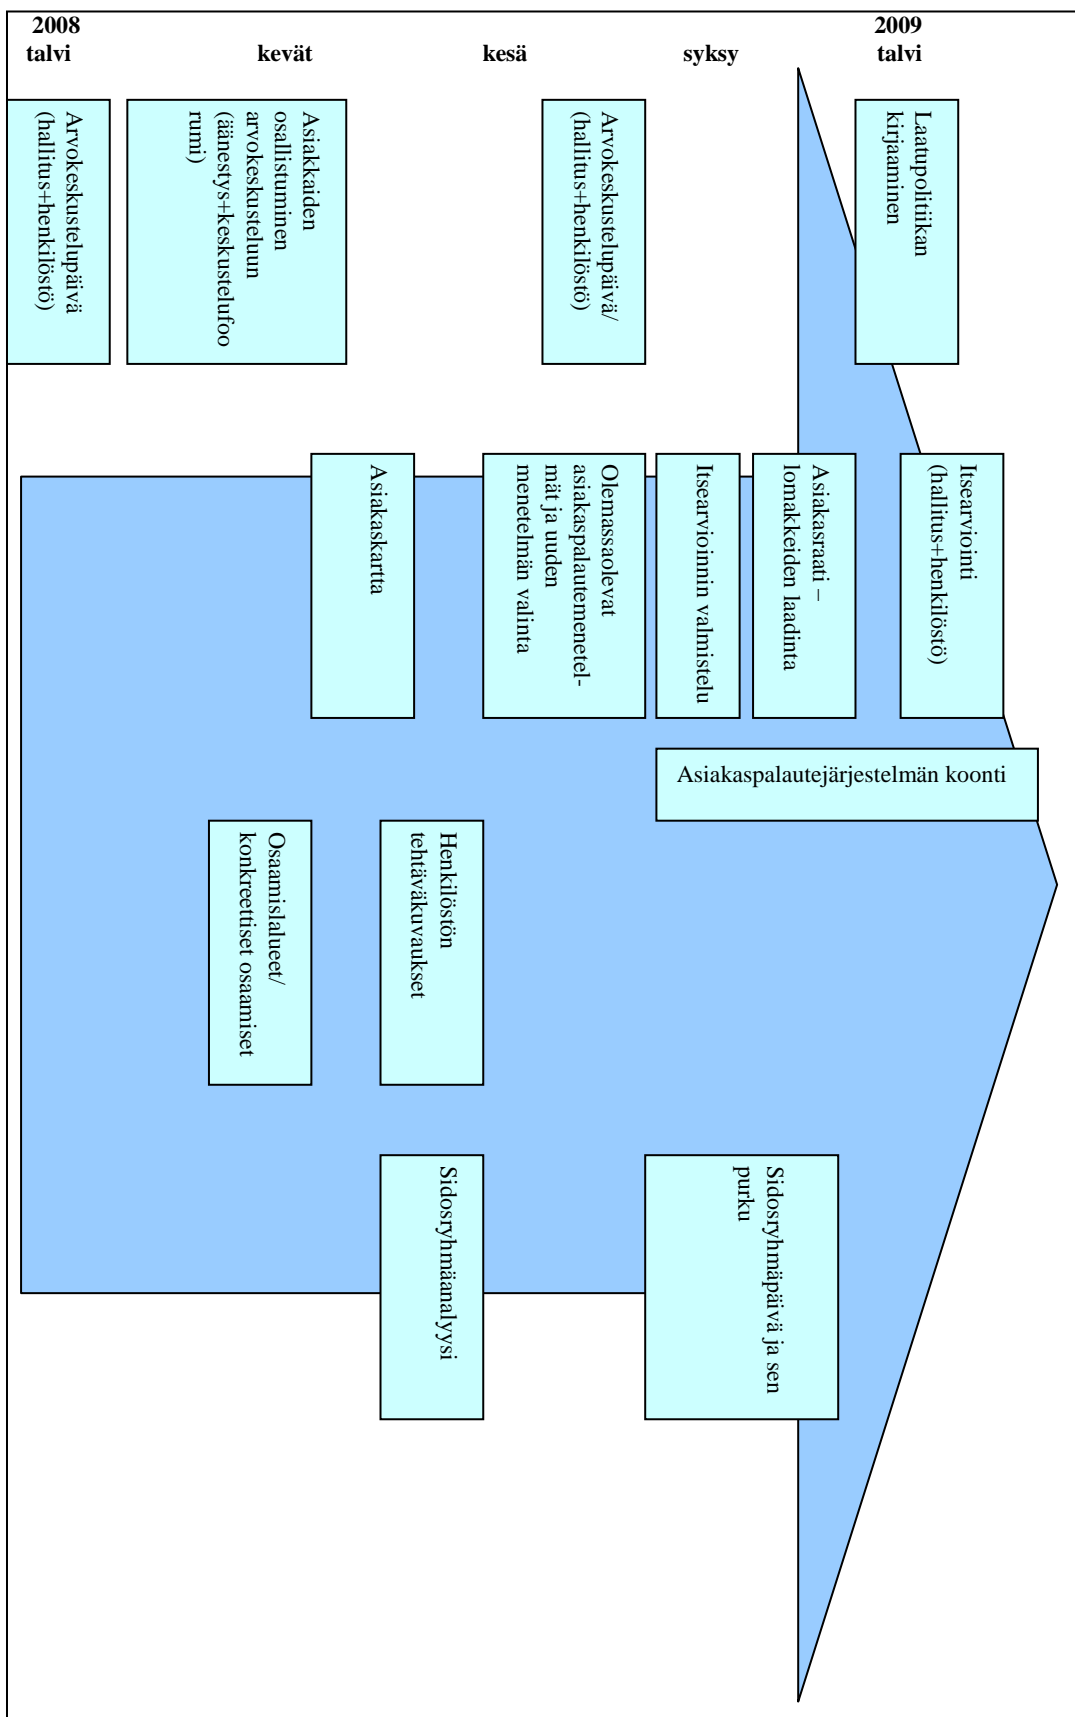 2008
talvi
kevät
kesä
syksy
2009
talvi
Arvokeskustelupäivä
(hallitus+henkilöstö)
Asiakkaiden
osallistuminen
arvokeskusteluun
(äänestys+keskustelufoo
rumi)
Arvokeskustelupäivä/
(hallitus+henkilöstö)
Laatupolitiikan
kirjaaminen
Asiakaskartta
Olemassaolevat
asiakaspalautemenetel-
mät ja uuden
menetelmän valinta
Itsearvioinnin valmistelu
Asiakasraati –
lomakkeiden laadinta
Itsearviointi
(hallitus+henkilöstö)
Asiakaspalautejärjestelmän koonti
Osaamislalueet/
konkreettiset osaamiset
Henkilöstön
tehtäväkuvaukset
Sidosryhmäanalyysi
Sidosryhmäpäivä ja sen
purku